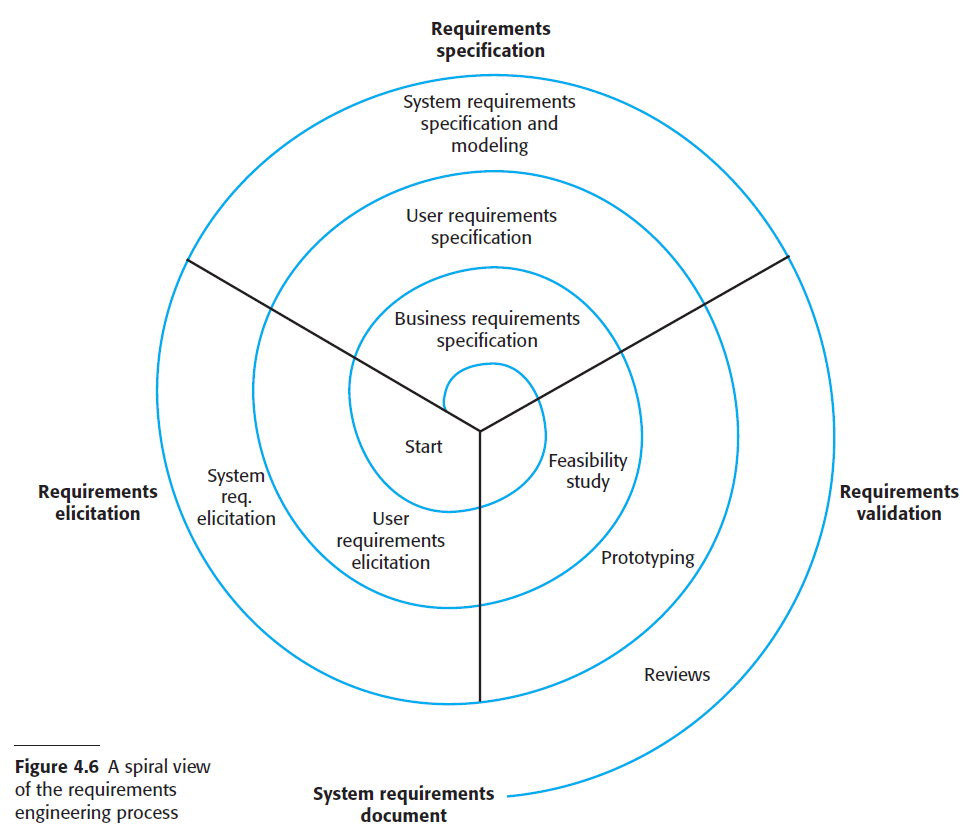 Requirements
specification
System requirements
specification and
modeling
User requirements
specification
Business requirements
specification
Start
Feasibility
study
System
req.
elicitation
Requirements
elicitation
Requirements
validation
User
requirements
elicitation
Prototyping
Reviews
Figure 4.6 A spiral view
of the requirements
engineering process
System requirements
document